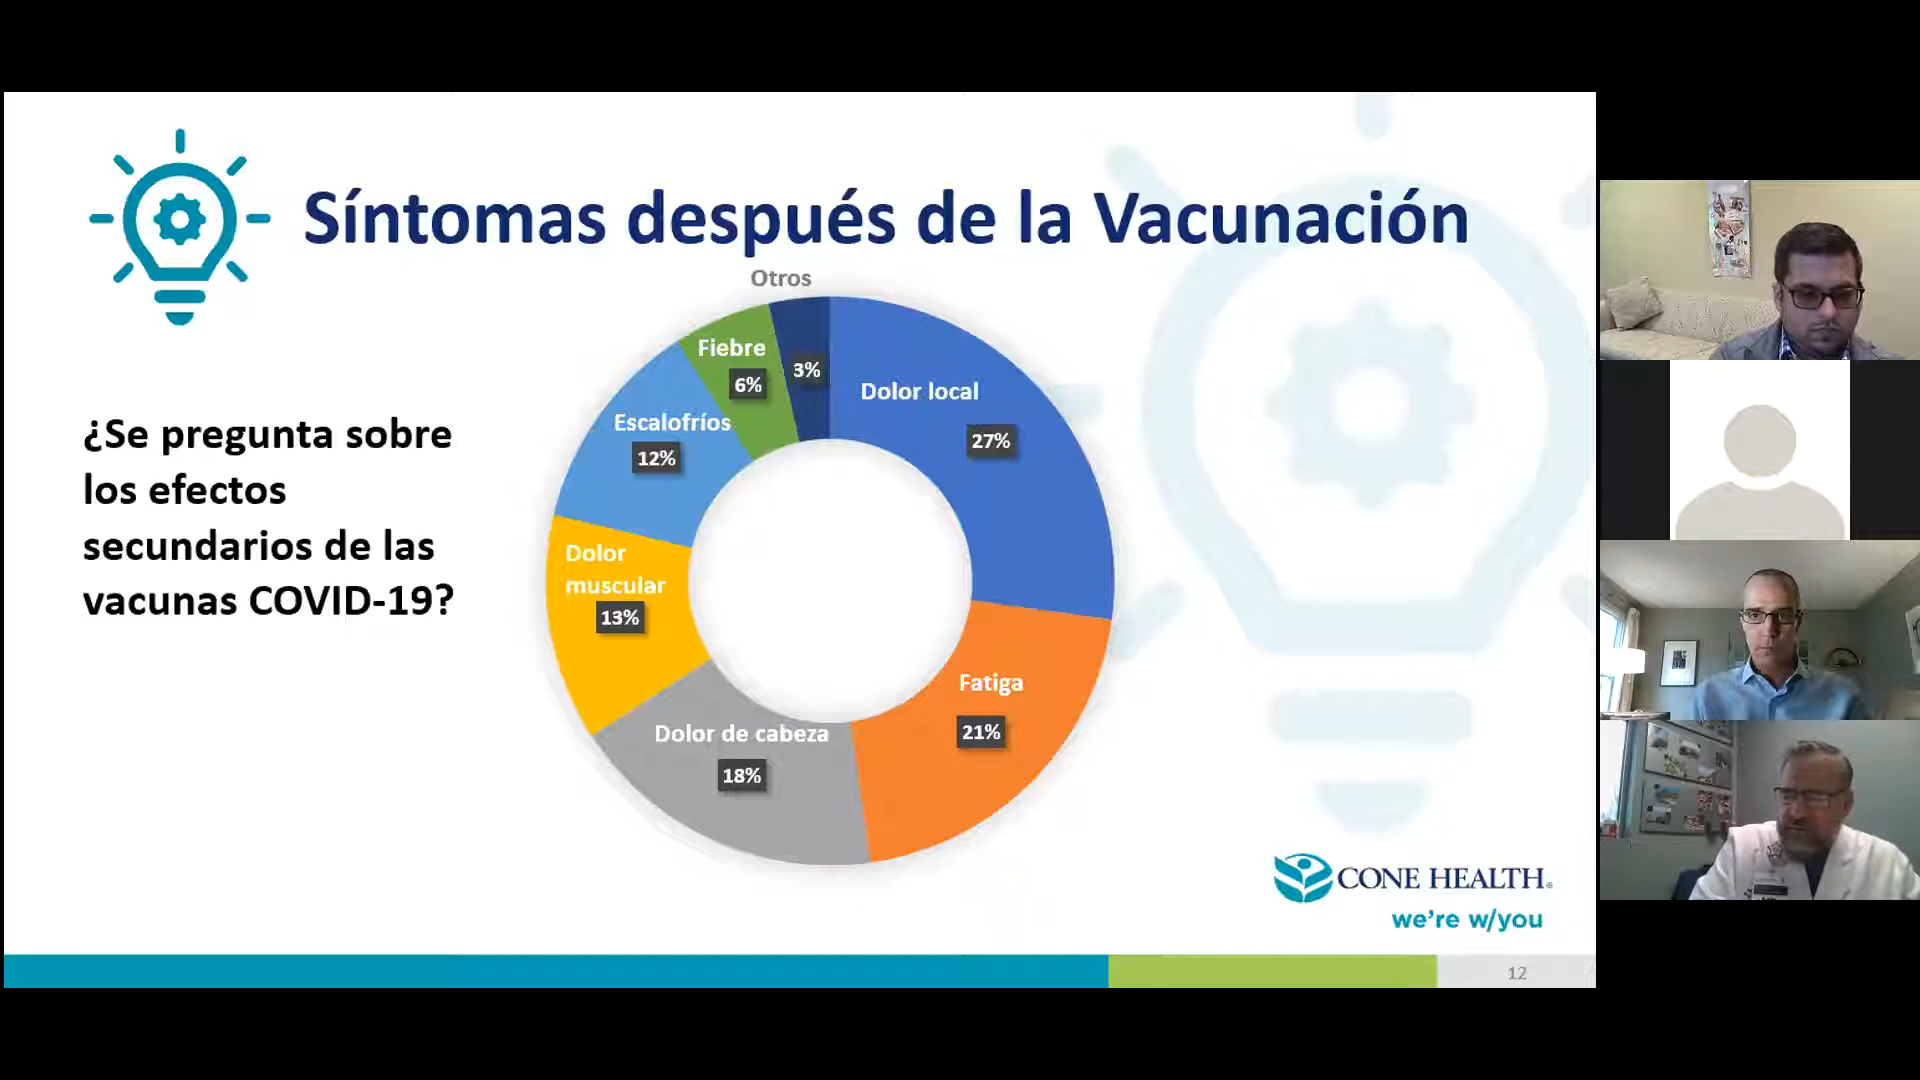 Síntomas después de la Vacunación
¿Se pregunta sobre
los efectos
secundarios de las
vacunas COVID-19?
Otros
3%
Dolor local
27%
Fatiga
21%
Dolor de cabeza
18%
Dolor
muscular
13%
Escalofríos
12%
Fiebre
6%
CONE HEALTH®
we're w/you
12